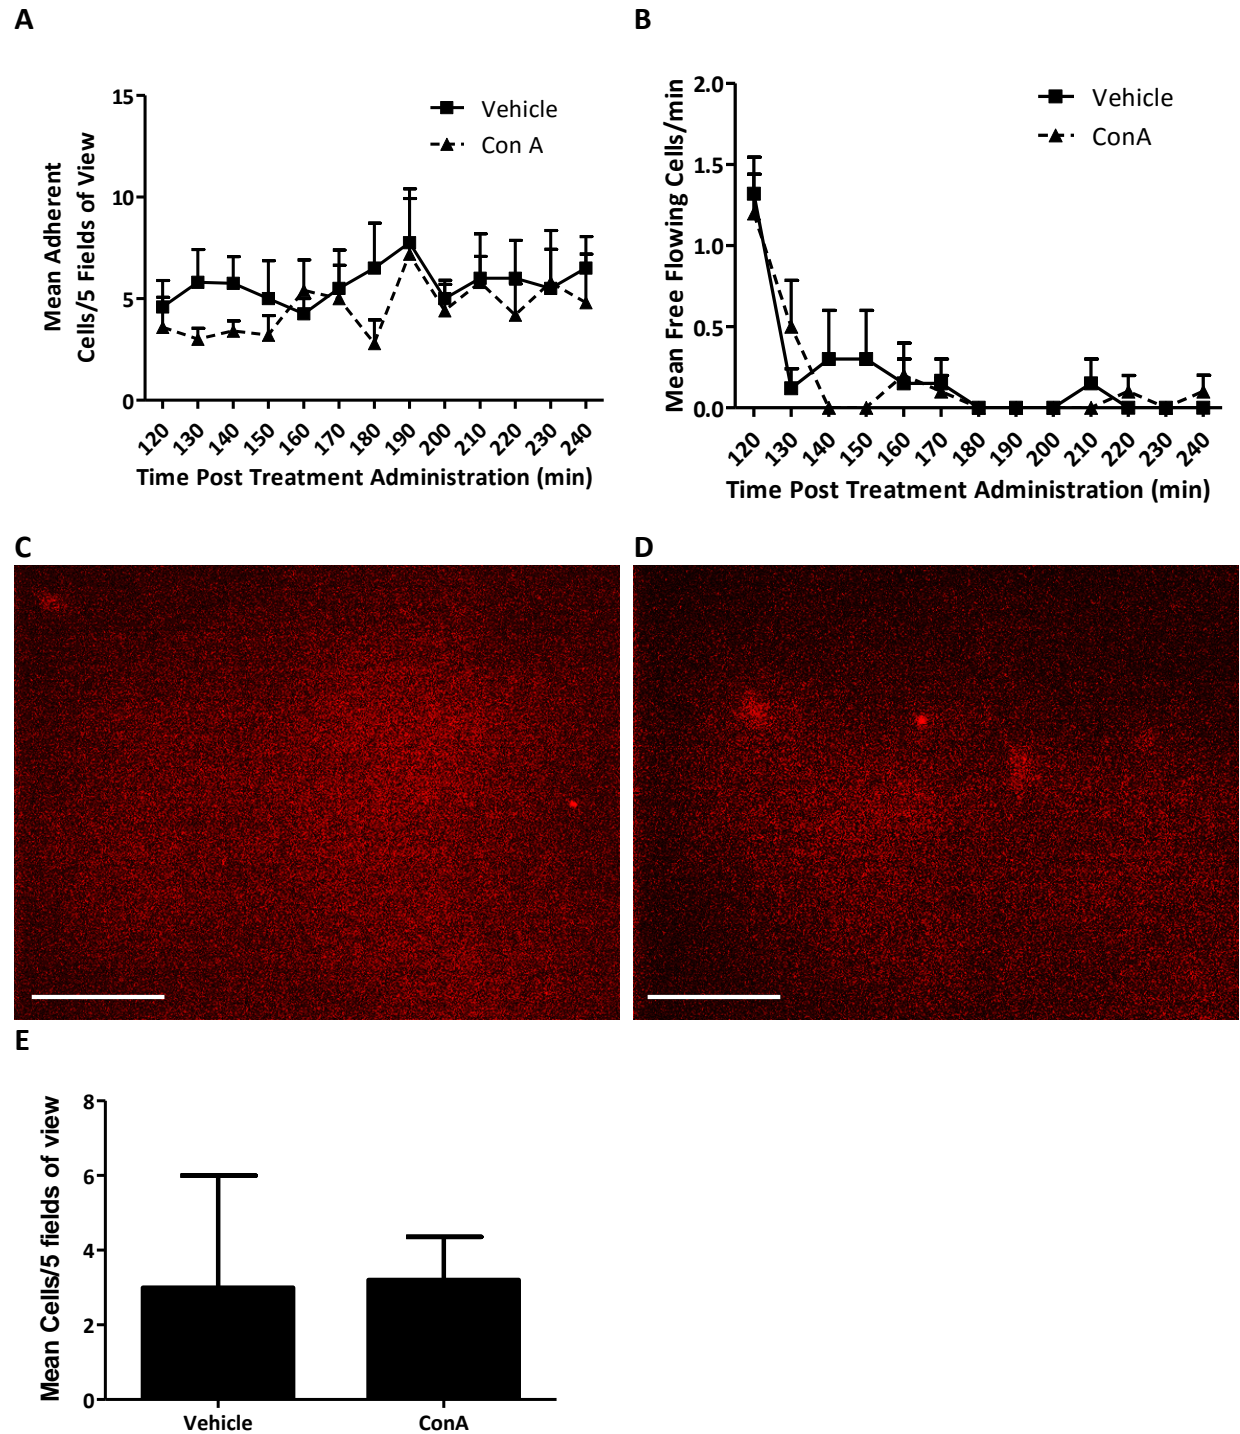 A
15
10
5
0
Mean Adherent
Cells/5 Fields of View
Vehicle
Con A
120 130 140 150 160 170 180 190 200 210 220 230 240
Time Post Treatment Administration (min)
B
2.0
1.5
1.0
0.5
0.0
Mean Free Flowing Cells/min
Vehicle
ConA
120 130 140 150 160 170 180 190 200 210 220 230 240
Time Post Treatment Administration (min)
C
D
E
8
6
4
2
0
Mean Cells/5 fields of view
Vehicle ConA